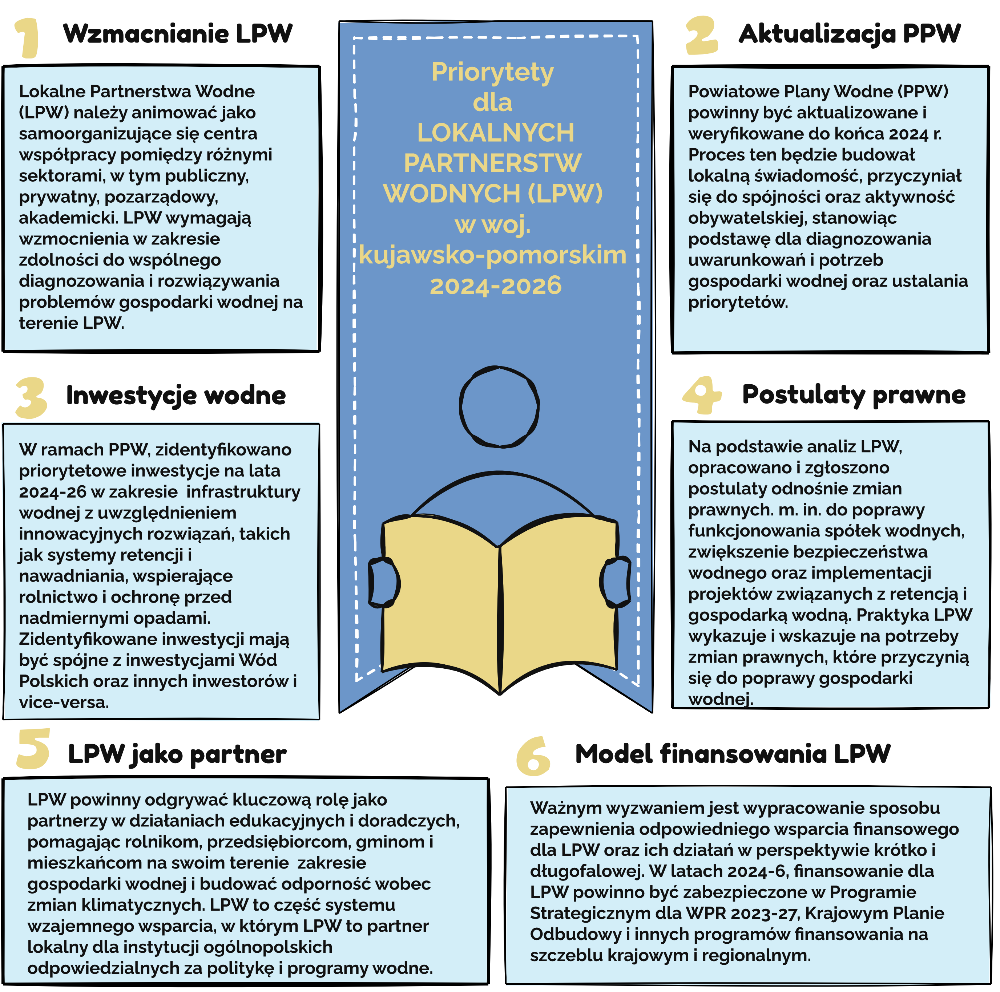 1
Wzmacnianie LPW
Lokalne Partnerstwa Wodne
(LPW) należy animować jako
samoorganizujące się centra
współpracy pomiędzy różnymi
sektorami, w tym publiczny,
prywatny, pozarządowy,
akademicki. LPW wymagają
wzmocnienia w zakresie
zdolności do wspólnego
diagnozowania i rozwiązywania
problemów gospodarki wodnej na
terenie LPW.
Priorytety
dla
LOKALNYCH
PARTNERSTW
WODNYCH (LPW)
w woj.
kujawsko-pomorskim
2024-2026
2
Aktualizacja PPW
Powiatowe Plany Wodne (PPW)
powinny być aktualizowane i
weryfikowane do końca 2024 r.
Proces ten będzie budował
lokalną świadomość, przyczyniał
się do spójności oraz aktywność
obywatelskiej, stanowiąc
podstawę dla diagnozowania
uwarunkowań i potrzeb
gospodarki wodnej oraz ustalania
priorytetów.
3
Inwestycje wodne
W ramach PPW, zidentyfikowano
priorytetowe inwestycje na lata
2024-26 w zakresie  infrastruktury
wodnej z uwzględnieniem
innowacyjnych rozwiązań, takich
jak systemy retencji i
nawadniania, wspierające
rolnictwo i ochronę przed
nadmiernymi opadami.
Zidentyfikowane inwestycji mają
być spójne z inwestycjami Wód
Polskich oraz innych inwestorów i
vice-versa.
4
Postulaty prawne
Na podstawie analiz LPW,
opracowano i zgłoszono
postulaty odnośnie zmian
prawnych. m. in. do poprawy
funkcjonowania spółek wodnych,
zwiększenie bezpieczeństwa
wodnego oraz implementacji
projektów związanych z retencją i
gospodarką wodną. Praktyka LPW
wykazuje i wskazuje na potrzeby
zmian prawnych, które przyczynią
się do poprawy gospodarki
wodnej.
5
LPW jako partner
LPW powinny odgrywać kluczową rolę jako
partnerzy w działaniach edukacyjnych i doradczych,
pomagając rolnikom, przedsiębiorcom, gminom i
mieszkańcom na swoim terenie  zakresie
gospodarki wodnej i budować odporność wobec
zmian klimatycznych. LPW to część systemu
wzajemnego wsparcia, w którym LPW to partner
lokalny dla instytucji ogólnopolskich
odpowiedzialnych za politykę i programy wodne.
6
Model finansowania LPW
Ważnym wyzwaniem jest wypracowanie sposobu
zapewnienia odpowiedniego wsparcia finansowego
dla LPW oraz ich działań w perspektywie krótko i
długofalowej. W latach 2024-6, finansowanie dla
LPW powinno być zabezpieczone w Programie
Strategicznym dla WPR 2023-27, Krajowym Planie
Odbudowy i innych programów finansowania na
szczeblu krajowym i regionalnym.